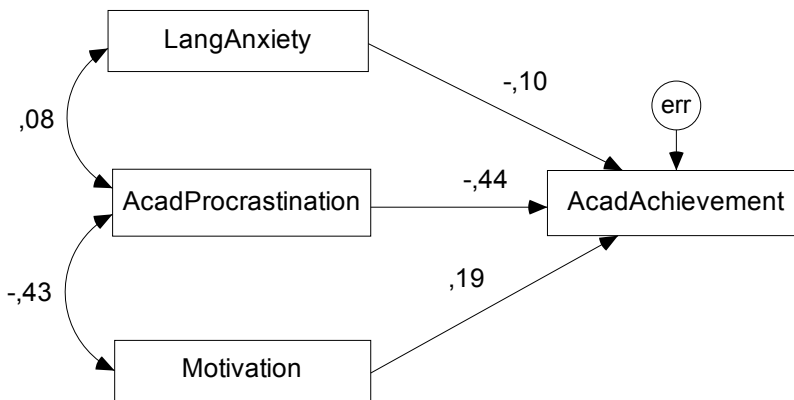 LangAnxiety
-,10
err
,08
AcadProcrastination
-,44
AcadAchievement
-,43
,19
Motivation